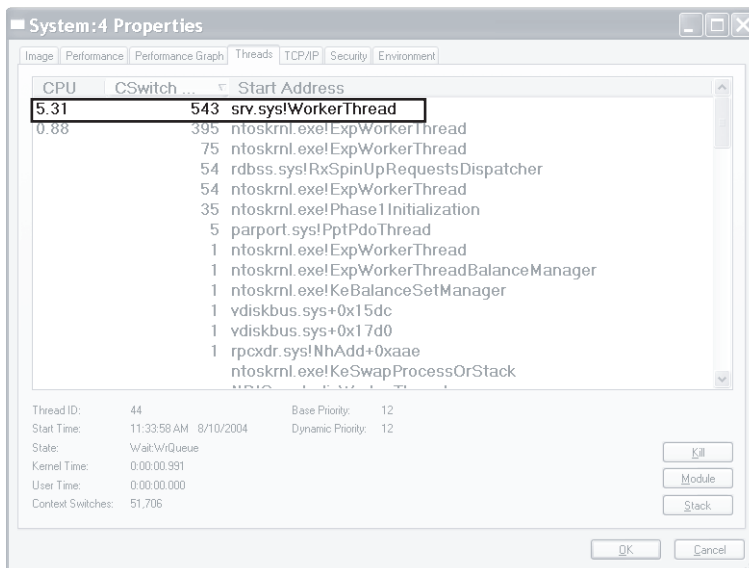 System:4 Properties
Image Performance Performance Graph Threads TCP/IP Security Environment
CPU CSwitch ... Start Address
5.31 543 srv.sys!WorkerThread
0.88 395 ntoskrnl.exe!ExpWorkerThread
75 ntoskrnl.exe!ExpWorkerThread
54 rdbss.sys!RxSpinUpRequestsDispatcher
54 ntoskrnl.exe!ExpWorkerThread
35 ntoskrnl.exe!Phase1Initialization
5 parport.sys!PptPdoThread
1 ntoskrnl.exe!ExpWorkerThread
1 ntoskrnl.exe!ExpWorkerThreadBalanceManager
1 ntoskrnl.exe!KeBalanceSetManager
1 vdiskbus.sys+0x15dc
1 vdiskbus.sys+0x17d0
1 rpcxdr.sys!NhAdd+0xaae
ntoskrnl.exe!KeSwapProcessOrStack
Thread ID: 44 Base Priority: 12
Start Time: 11:33:58 AM 8/10/2004 Dynamic Priority: 12
State: Wait:WrQueue
Kernel Time: 0:00:00.991
User Time: 0:00:00.000
Context Switches: 51,706
Kill
Module
Stack
OK Cancel